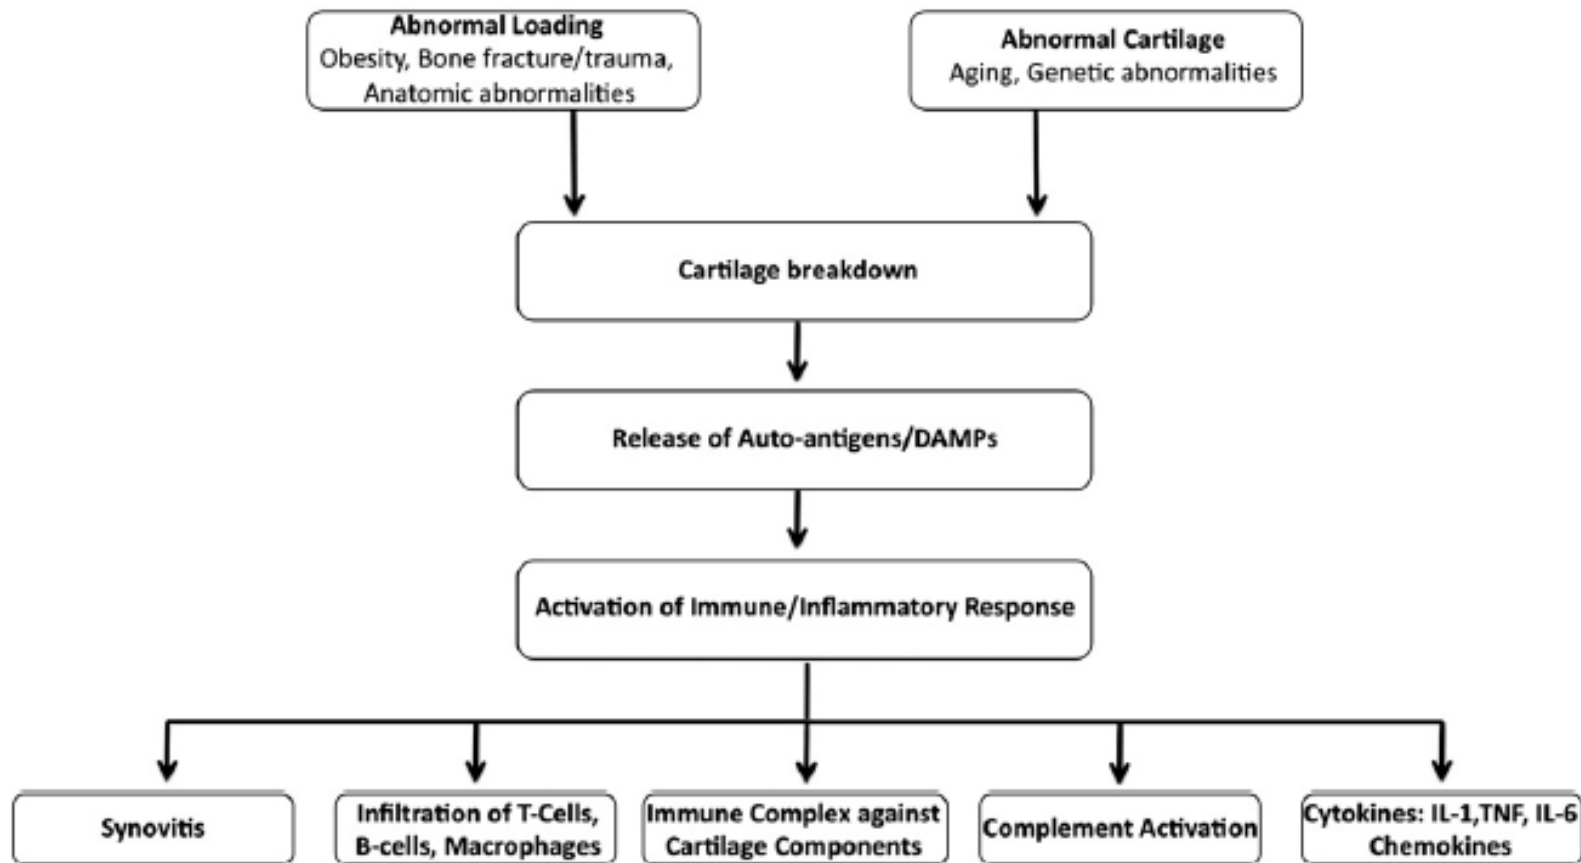 Abnormal Loading
Obesity, Bone fracture/trauma,
Anatomic abnormalities
Abnormal Cartilage
Aging, Genetic abnormalities
Cartilage breakdown
Release of Auto-antigens/DAMPs
Activation of Immune/Inflammatory Response
Synovitis
Infiltration of T-Cells,
B-cells, Macrophages
Immune Complex against
Cartilage Components
Complement Activation
Cytokines: IL-1,TNF, IL-6
Chemokines